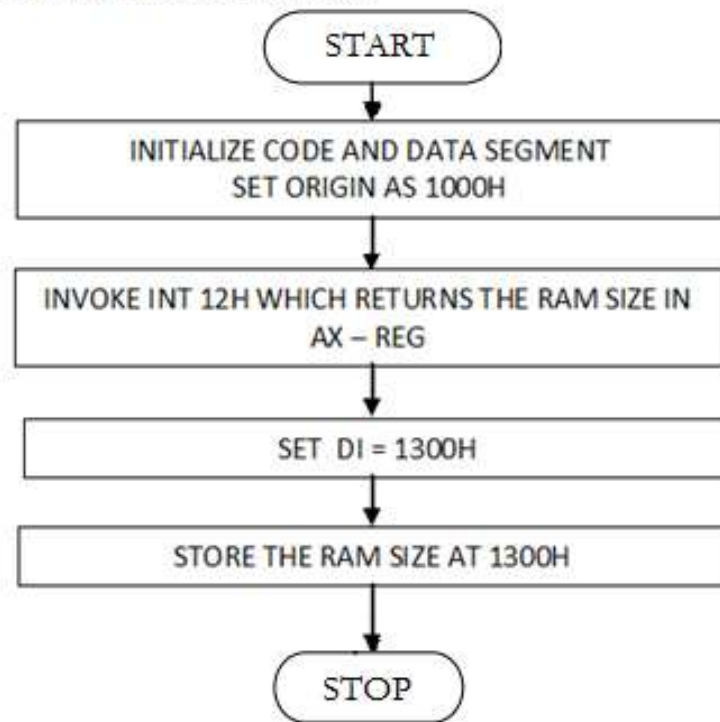 START
INITIALIZE CODE AND DATA SEGMENT
SET ORIGIN AS 1000H
INVOKE INT 12H WHICH RETURNS THE RAM SIZE IN
AX – REG
SET DI = 1300H
STORE THE RAM SIZE AT 1300H
STOP